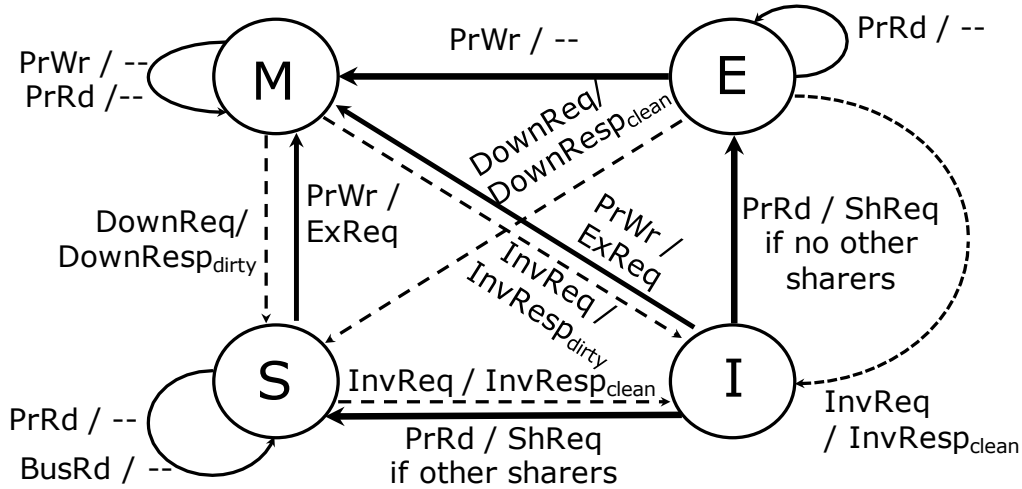 M
PrWr / --
E
PrRd / --
PrWr / --
PrRd /--
DownReq/
DownResp_clean
PrWr /
ExReq
DownReq/
DownResp_dirty
PrWr /
ExReq
InvReq /
InvResp_dirty
PrRd / ShReq
if no other
sharers
S
I
InvReq / InvResp_clean
PrRd / --
BusRd / --
PrRd / ShReq
if other sharers
InvReq
/ InvResp_clean